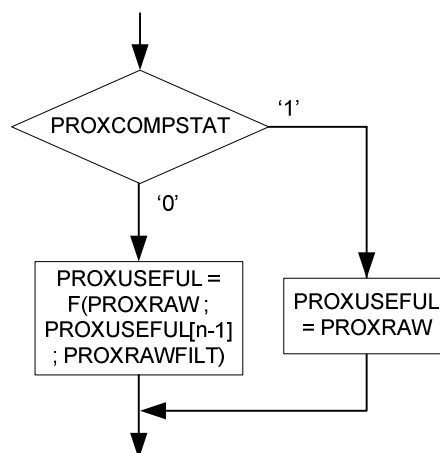 PROXCOMPSTAT
‘1’
‘0’
PROXUSEFUL =
F(PROXRAW ;
PROXUSEFUL[n-1]
; PROXRAWFILT)
PROXUSEFUL
= PROXRAW